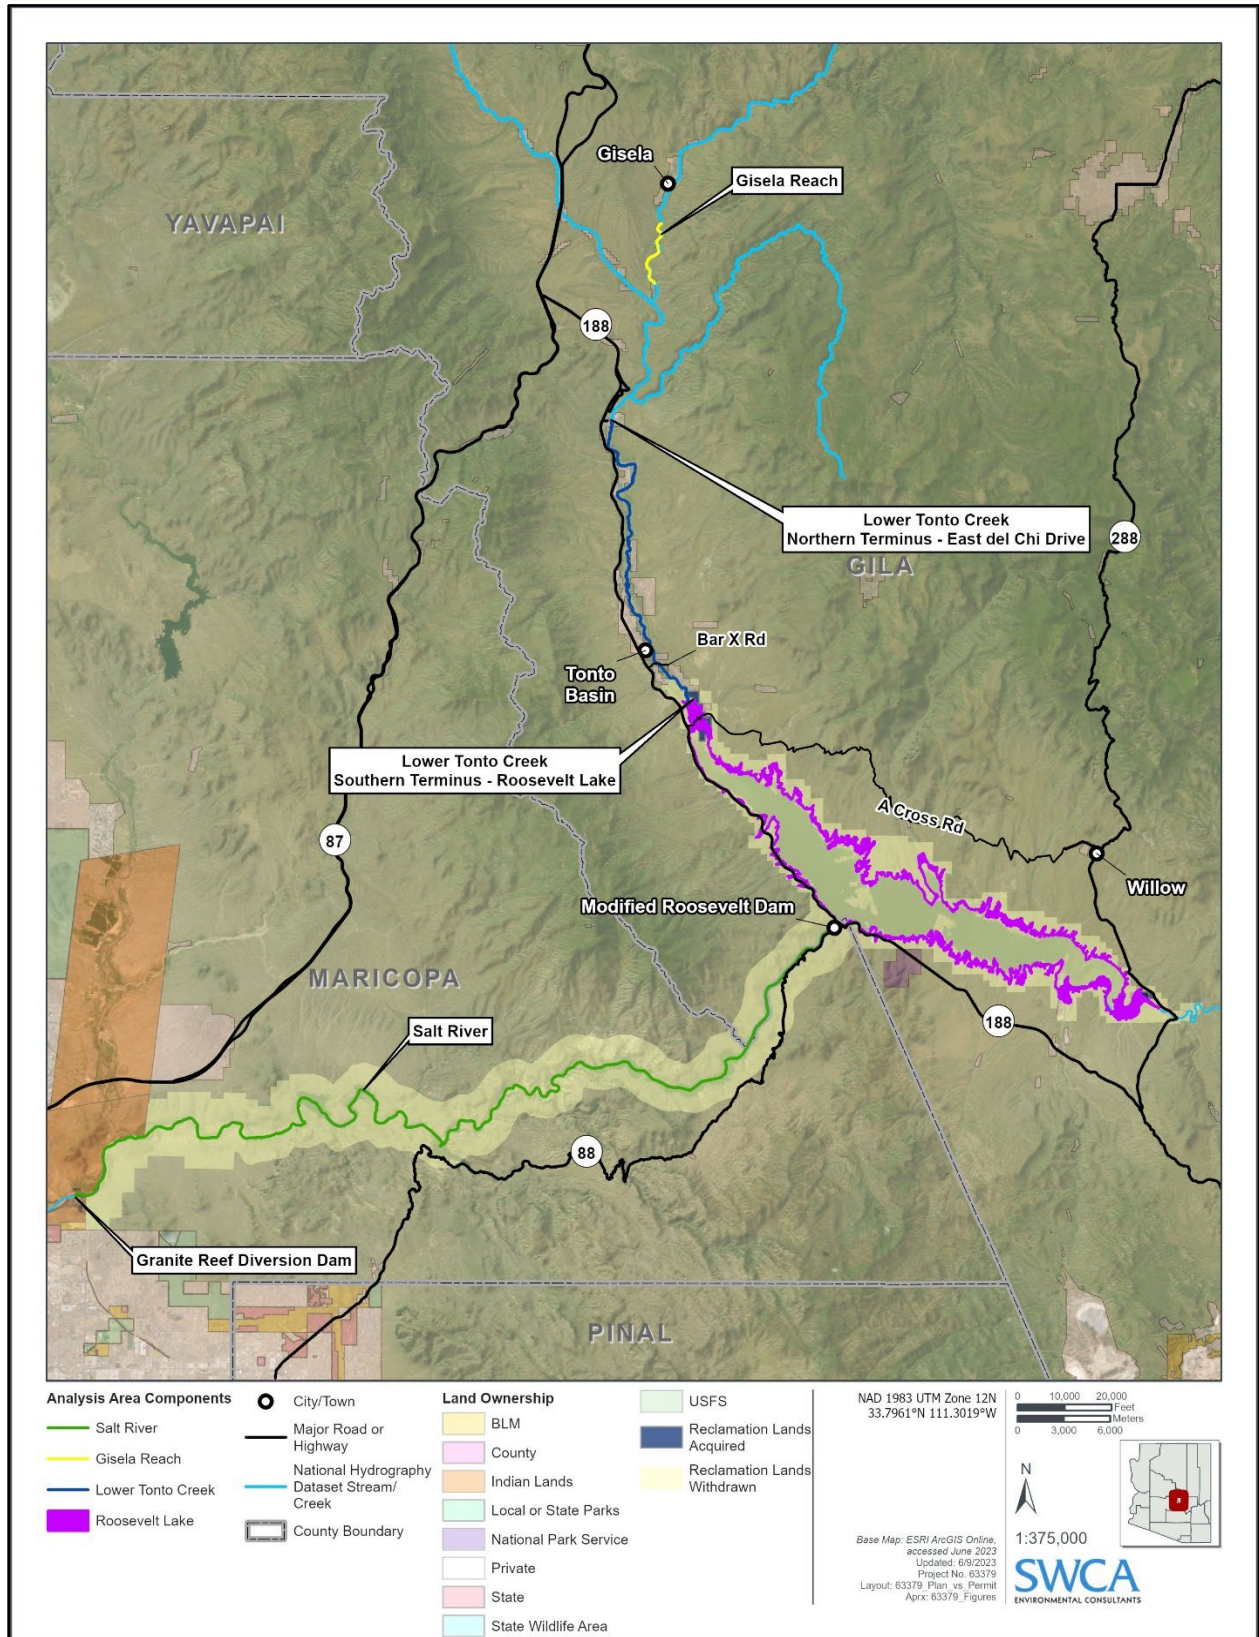 Gisela
Gisela Reach
YAVAPAI
188
Lower Tonto Creek
Northern Terminus - East del Chi Drive
288
GILA
Bar X Rd
Tonto
Basin
Lower Tonto Creek
Southern Terminus - Roosevelt Lake
A Cross Rd
87
Willow
Modified Roosevelt Dam
MARICOPA
Salt River
188
88
Granite Reef Diversion Dam
PINAL
Analysis Area Components
Salt River
Gisela Reach
Lower Tonto Creek
Roosevelt Lake
City/Town
Major Road or
Highway
National Hydrography
Dataset Stream/
Creek
County Boundary
Land Ownership
BLM
County
Indian Lands
Local or State Parks
National Park Service
Private
State
State Wildlife Area
USFS
Reclamation Lands
Acquired
Reclamation Lands
Withdrawn
NAD 1983 UTM Zone 12N
33.7961°N 111.3019°W
0 10,000 20,000
Feet
Meters
0 3,000 6,000
N
1:375,000
Base Map: ESRI ArcGIS Online,
accessed June 2023
Updated: 6/9/2023
Project No. 63379
Layout: 63379_Plan_vs_Permit
Aprx: 63379_Figures
SWCA
ENVIRONMENTAL CONSULTANTS